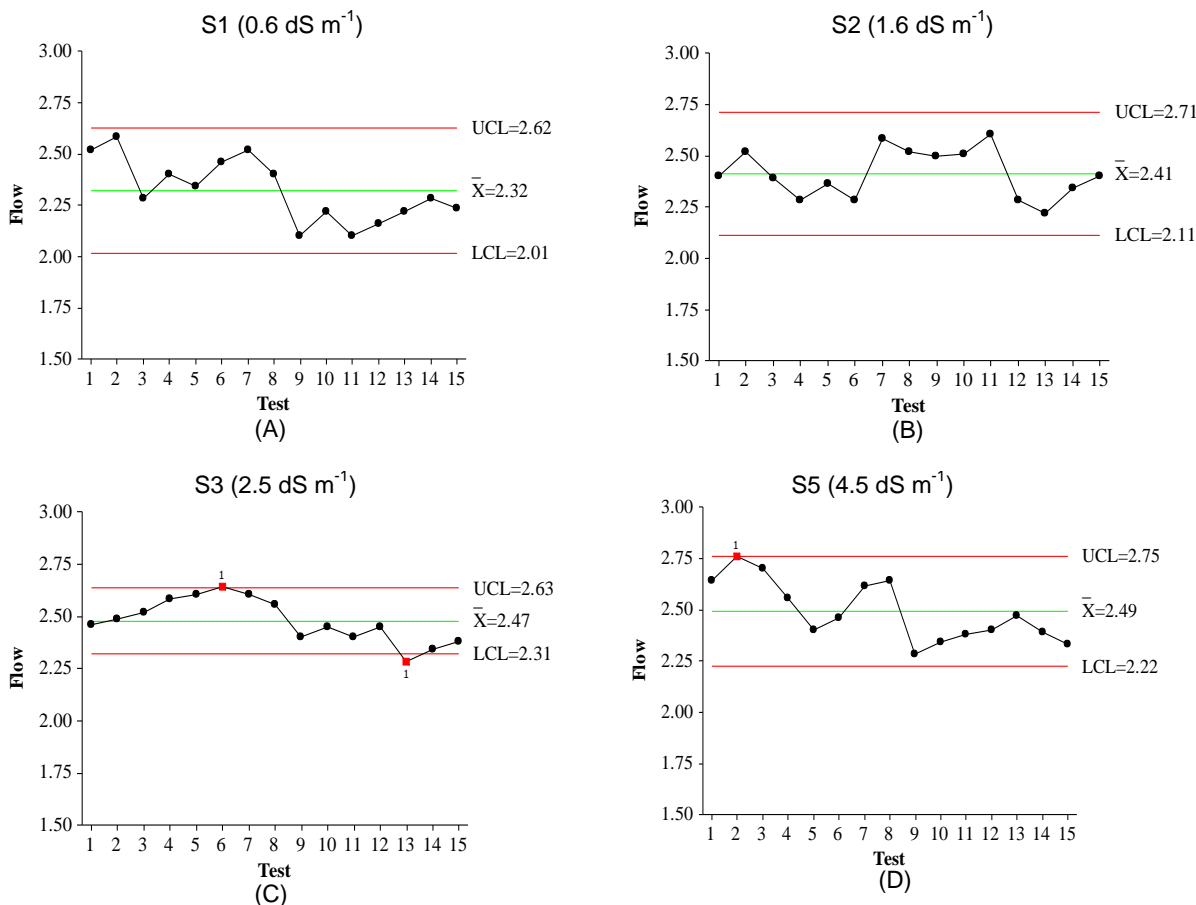 S1 (0.6 dS m-1)
3.00
2.75
2.50
2.25
2.00
1.75
1.50
Flow
UCL=2.62
X̄=2.32
LCL=2.01
1 2 3 4 5 6 7 8 9 10 11 12 13 14 15
Test
(A)
S2 (1.6 dS m-1)
3.00
2.75
2.50
2.25
2.00
1.75
1.50
Flow
UCL=2.71
X̄=2.41
LCL=2.11
1 2 3 4 5 6 7 8 9 10 11 12 13 14 15
Test
(B)
S3 (2.5 dS m-1)
3.00
2.75
2.50
2.25
2.00
1.75
1.50
Flow
1
1
UCL=2.63
X̄=2.47
LCL=2.31
1 2 3 4 5 6 7 8 9 10 11 12 13 14 15
Test
(C)
S5 (4.5 dS m-1)
3.00
2.75
2.50
2.25
2.00
1.75
1.50
Flow
1
UCL=2.75
X̄=2.49
LCL=2.22
1 2 3 4 5 6 7 8 9 10 11 12 13 14 15
Test
(D)